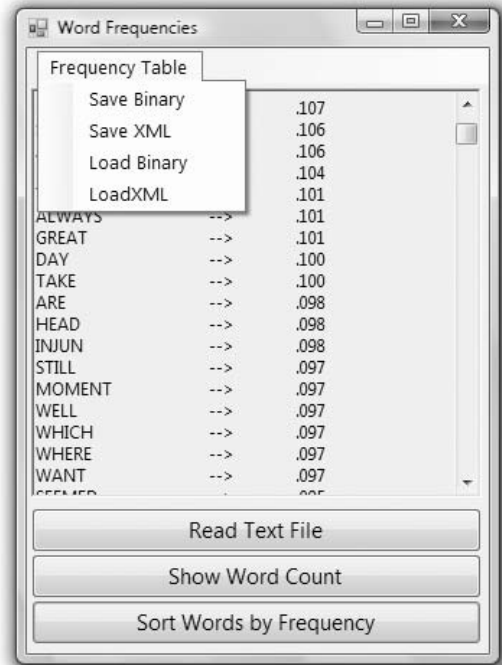 Word Frequencies
Frequency Table
Save Binary
Save XML
Load Binary
LoadXML
.107
.106
.106
.104
.101
ALWAYS --> .101
GREAT --> .101
DAY --> .100
TAKE --> .100
ARE --> .098
HEAD --> .098
INJUN --> .098
STILL --> .097
MOMENT --> .097
WELL --> .097
WHICH --> .097
WHERE --> .097
WANT --> .097
SEEMED --> .095
Read Text File
Show Word Count
Sort Words by Frequency